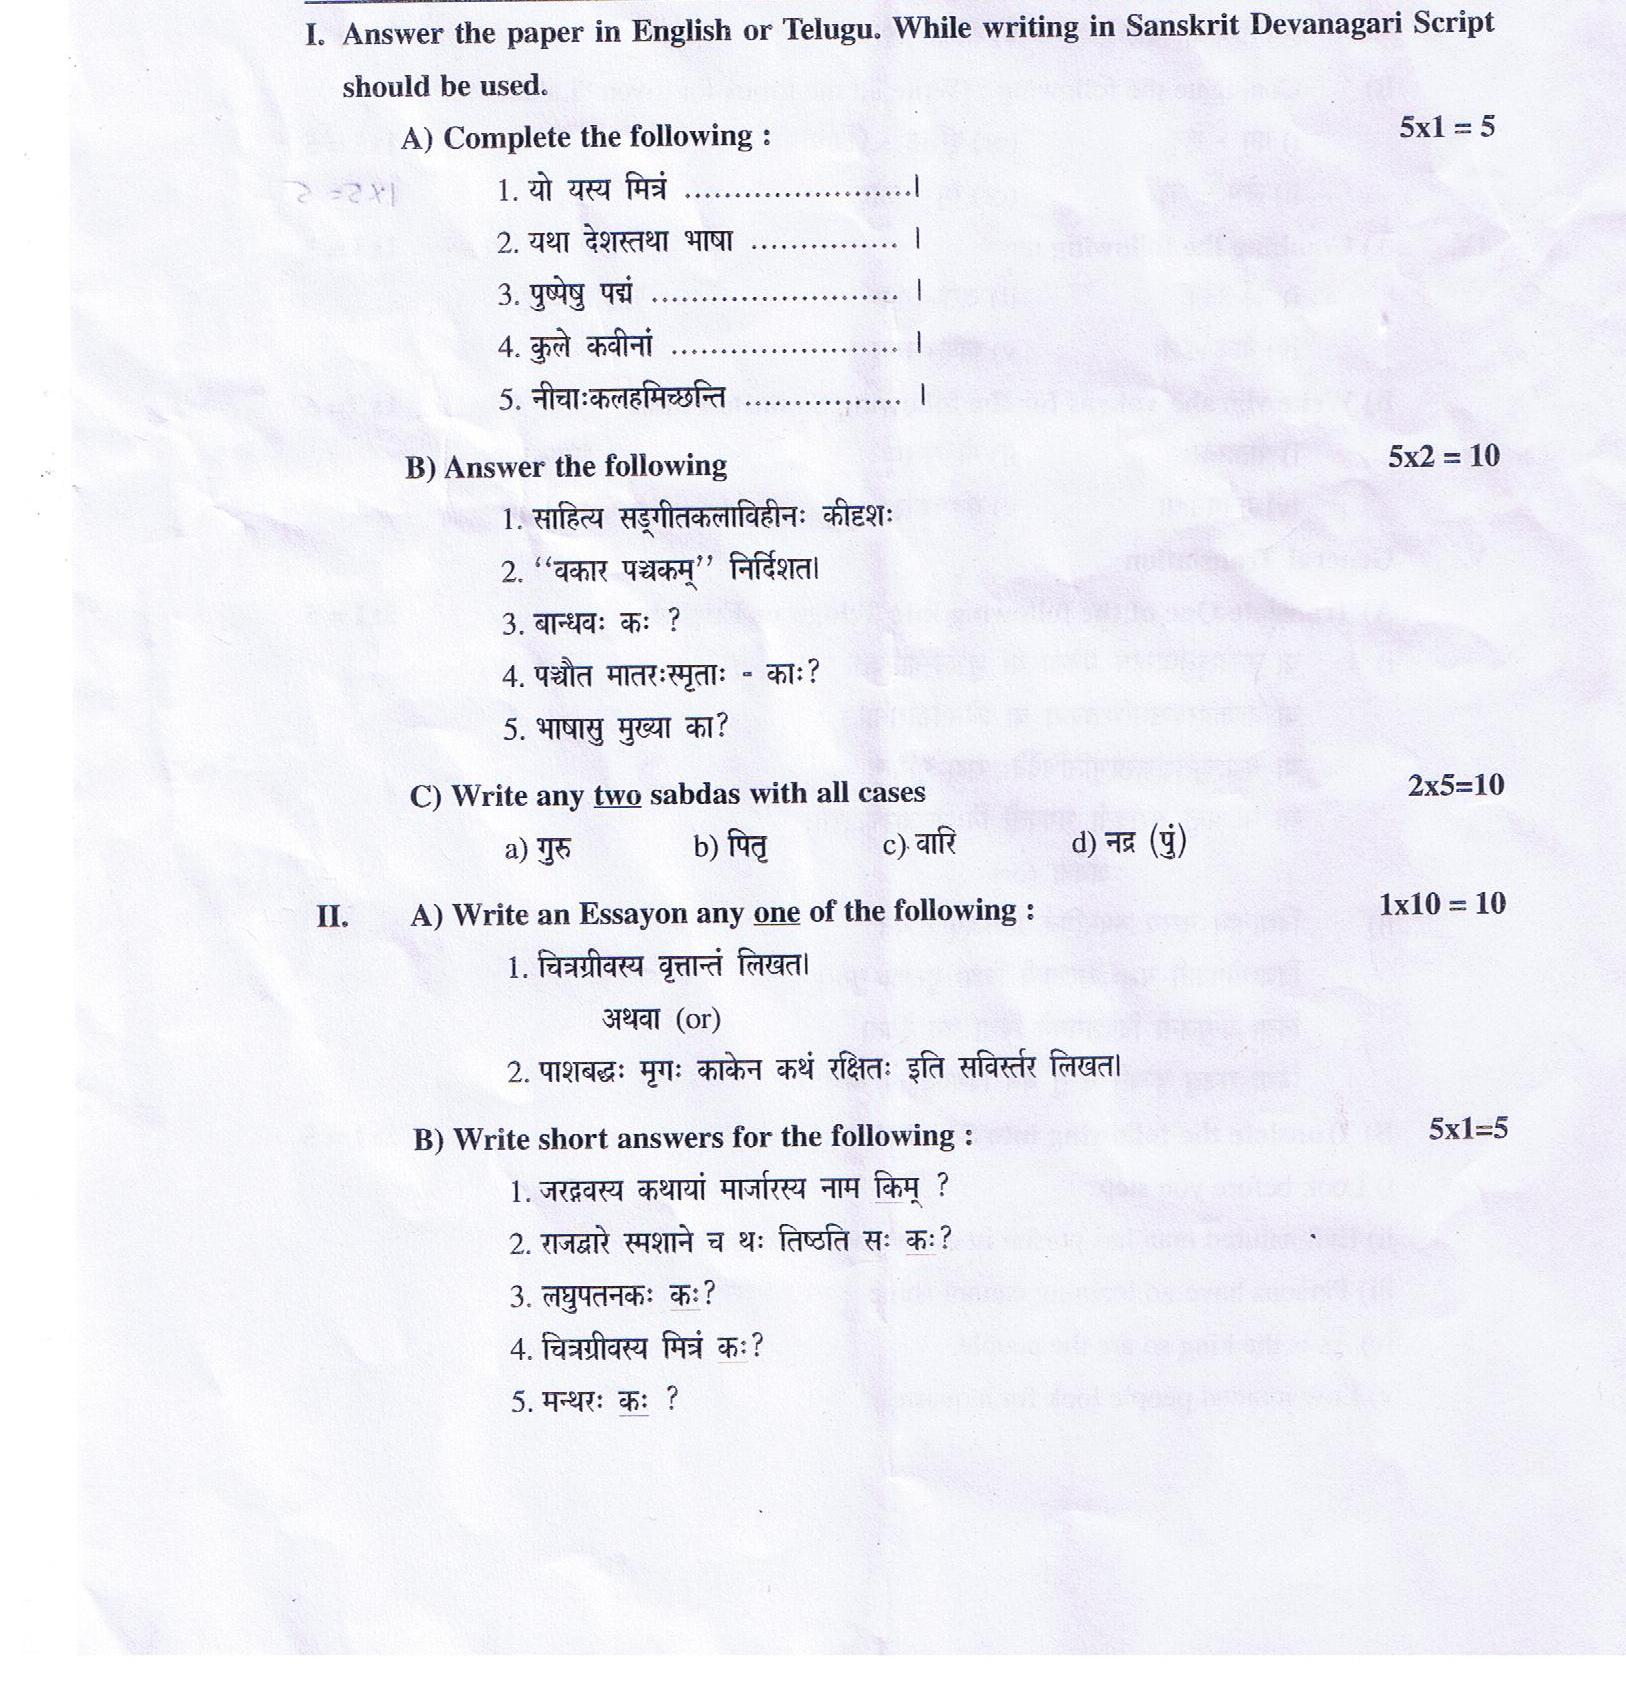 I. Answer the paper in English or Telugu. While writing in Sanskrit Devanagari Script
should be used.
A) Complete the following : 5x1 = 5
1. यो यस्य मित्रं ........................।
2. यथा देशस्तथा भाषा ............... ।
3. पुष्पेषु पद्मं .......................... ।
4. कुले कवीनां ........................ ।
5. नीचाःकलहमिच्छन्ति ................. ।
B) Answer the following 5x2 = 10
1. साहित्य सङ्गीतकलाविहीनः कीदृशः
2. “वकार पञ्चकम्” निर्दिशत।
3. बान्धवः कः ?
4. पञ्चौत मातरःस्मृताः - काः?
5. भाषासु मुख्या का?
C) Write any two sabdas with all cases 2x5=10
a) गुरु b) पितृ c) वारि d) नद्र (पुं)
II. A) Write an Essayon any one of the following : 1x10 = 10
1. चित्रग्रीवस्य वृत्तान्तं लिखत।
अथवा (or)
2. पाशबद्धः मृगः काकेन कथं रक्षितः इति सविर्स्तर लिखत।
B) Write short answers for the following : 5x1=5
1. जरद्गवस्य कथायां मार्जारस्य नाम किम् ?
2. राजद्वारे स्मशाने च थः तिष्ठति सः कः?
3. लघुपतनकः कः?
4. चित्रग्रीवस्य मित्रं कः?
5. मन्थरः कः ?